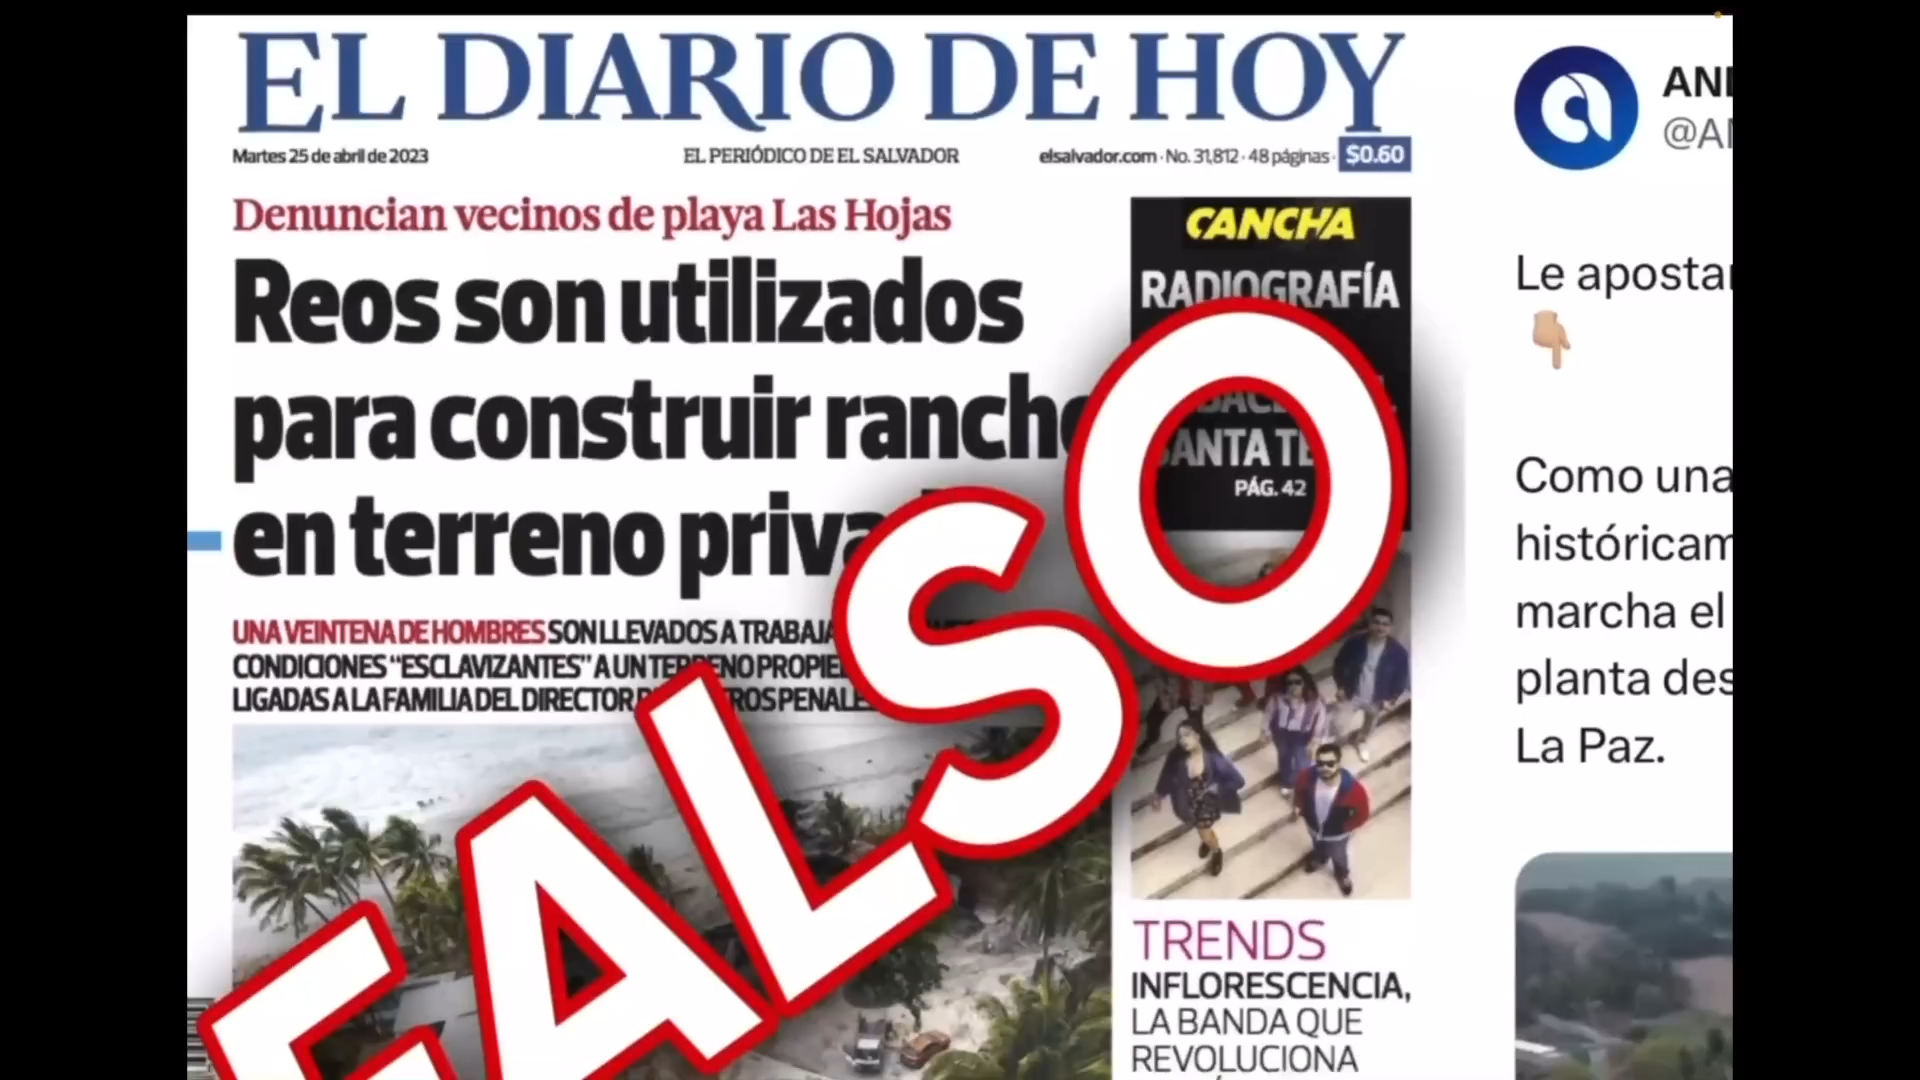 EL DIARIO DE HOY
Martes 25 de abril de 2023
EL PERIÓDICO DE EL SALVADOR
elsalvador.com · No. 31,812 · 48 páginas · $0.60
Denuncian vecinos de playa Las Hojas
Reos son utilizados
para construir ranch
en terreno priva
UNA VEINTENA DE HOMBRES SON LLEVADOS A TRABAJA
CONDICIONES “ESCLAVIZANTES” A UN TERRENO PROPIE
LIGADAS A LA FAMILIA DEL DIRECTOR PENALE
CANCHA
RADIOGRAFÍA
SANTA TE
PÁG. 42
FALSO
TRENDS
INFLORESCENCIA,
LA BANDA QUE
REVOLUCIONA
AN
@A
Le aposta
👇🏼
Como una
históricam
marcha el
planta des
La Paz.